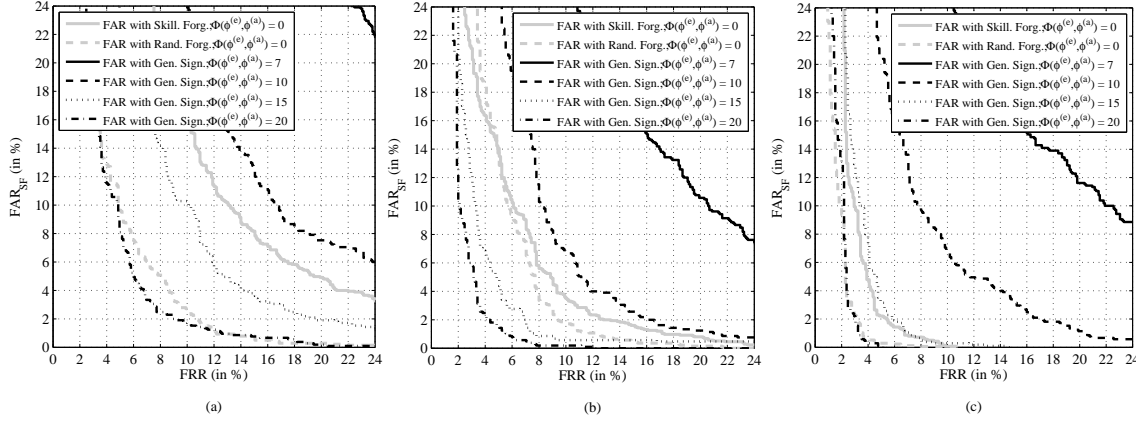 24
22
20
18
16
14
12
10
8
6
4
2
0
FAR_SF (in %)
FAR with Skill. Forg.;Φ(ϕ^(e),ϕ^(a)) = 0
FAR with Rand. Forg.;Φ(ϕ^(e),ϕ^(a)) = 0
FAR with Gen. Sign.;Φ(ϕ^(e),ϕ^(a)) = 7
FAR with Gen. Sign.;Φ(ϕ^(e),ϕ^(a)) = 10
FAR with Gen. Sign.;Φ(ϕ^(e),ϕ^(a)) = 15
FAR with Gen. Sign.;Φ(ϕ^(e),ϕ^(a)) = 20
0 2 4 6 8 10 12 14 16 18 20 22 24
FRR (in %)
(a)
24
22
20
18
16
14
12
10
8
6
4
2
0
FAR_SF (in %)
FAR with Skill. Forg.;Φ(ϕ^(e),ϕ^(a)) = 0
FAR with Rand. Forg.;Φ(ϕ^(e),ϕ^(a)) = 0
FAR with Gen. Sign.;Φ(ϕ^(e),ϕ^(a)) = 7
FAR with Gen. Sign.;Φ(ϕ^(e),ϕ^(a)) = 10
FAR with Gen. Sign.;Φ(ϕ^(e),ϕ^(a)) = 15
FAR with Gen. Sign.;Φ(ϕ^(e),ϕ^(a)) = 20
0 2 4 6 8 10 12 14 16 18 20 22 24
FRR (in %)
(b)
24
22
20
18
16
14
12
10
8
6
4
2
0
FAR_SF (in %)
FAR with Skill. Forg.;Φ(ϕ^(e),ϕ^(a)) = 0
FAR with Rand. Forg.;Φ(ϕ^(e),ϕ^(a)) = 0
FAR with Gen. Sign.;Φ(ϕ^(e),ϕ^(a)) = 7
FAR with Gen. Sign.;Φ(ϕ^(e),ϕ^(a)) = 10
FAR with Gen. Sign.;Φ(ϕ^(e),ϕ^(a)) = 15
FAR with Gen. Sign.;Φ(ϕ^(e),ϕ^(a)) = 20
0 2 4 6 8 10 12 14 16 18 20 22 24
FRR (in %)
(c)